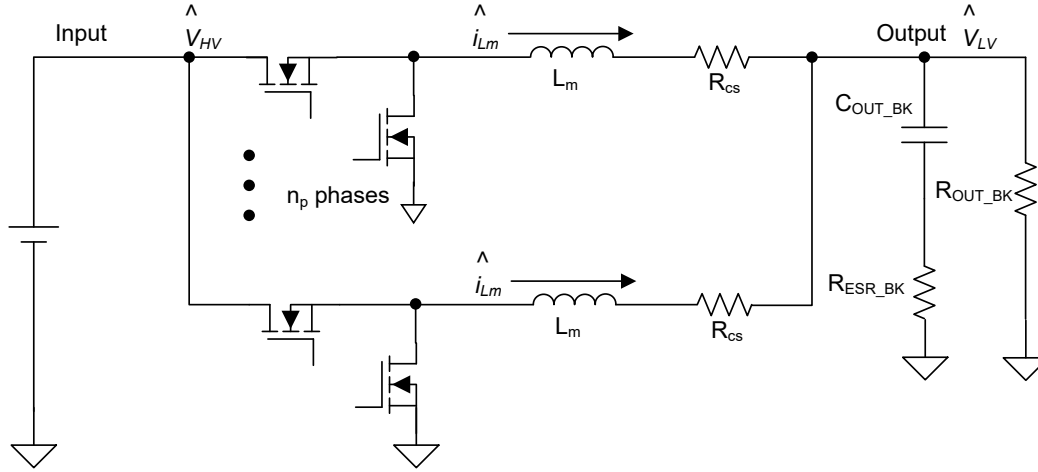 Input
^
V_HV
^
i_Lm
L_m
R_cs
Output
^
V_LV
C_OUT_BK
R_OUT_BK
n_p phases
^
i_Lm
L_m
R_cs
R_ESR_BK